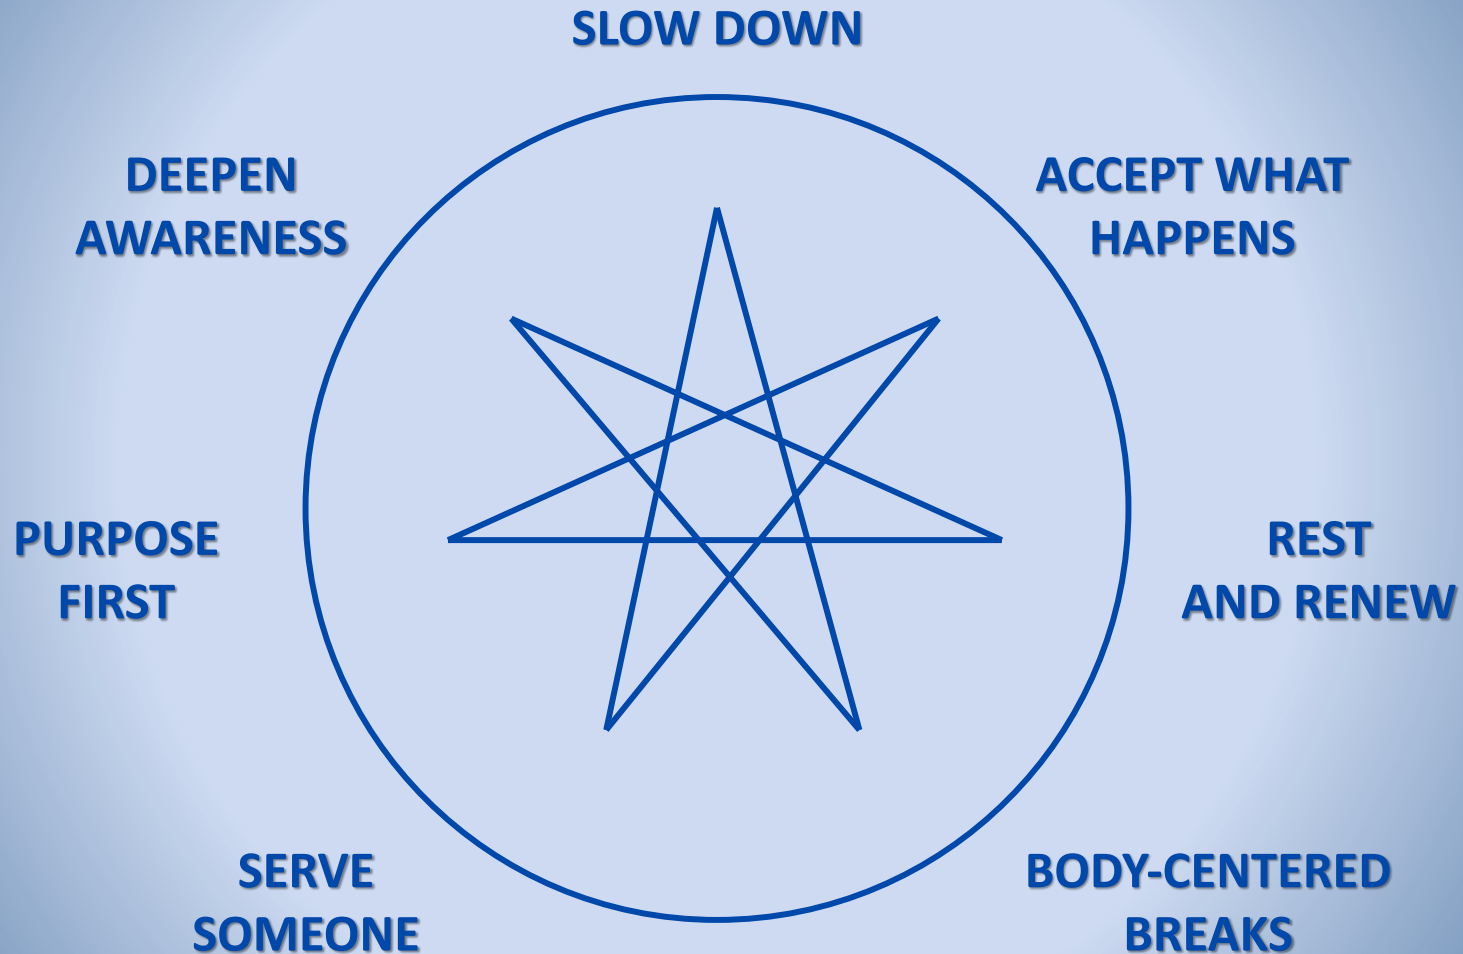 SLOW DOWN
DEEPEN
AWARENESS
ACCEPT WHAT
HAPPENS
PURPOSE
FIRST
REST
AND RENEW
SERVE
SOMEONE
BODY-CENTERED
BREAKS